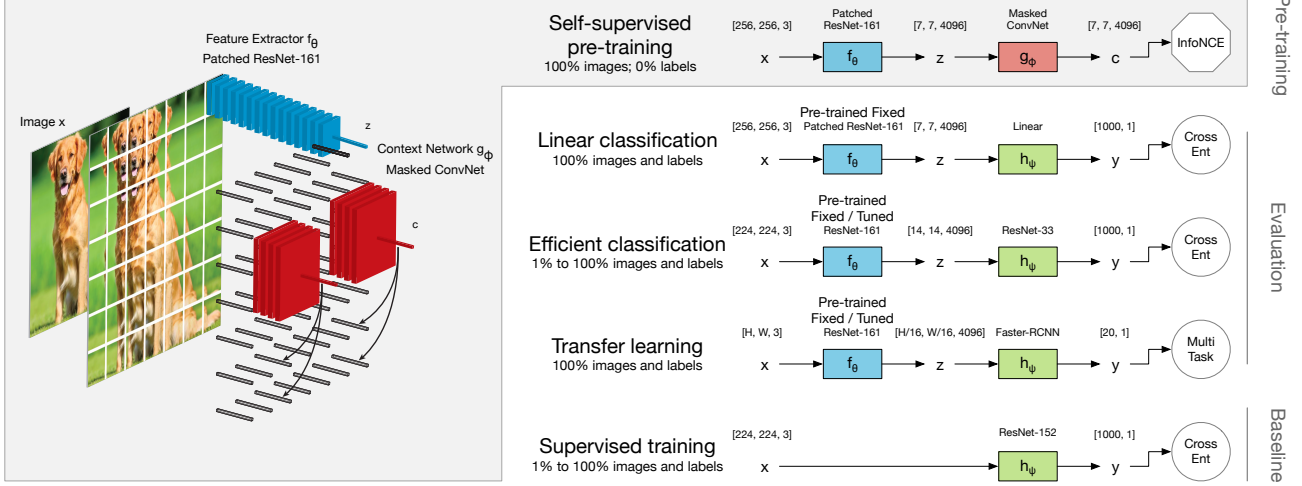 Feature Extractor fθ
Patched ResNet-161
Image x
z
Context Network gϕ
Masked ConvNet
c
Self-supervised
pre-training
100% images; 0% labels
[256, 256, 3]
Patched
ResNet-161
[7, 7, 4096]
Masked
ConvNet
[7, 7, 4096]
x
fθ
z
gϕ
c
InfoNCE
Pre-training
Linear classification
100% images and labels
[256, 256, 3]
Pre-trained Fixed
Patched ResNet-161
[7, 7, 4096]
Linear
[1000, 1]
x
fθ
z
hψ
y
Cross
Ent
Efficient classification
1% to 100% images and labels
[224, 224, 3]
Pre-trained
Fixed / Tuned
ResNet-161
[14, 14, 4096]
ResNet-33
[1000, 1]
x
fθ
z
hψ
y
Cross
Ent
Evaluation
Transfer learning
100% images and labels
[H, W, 3]
Pre-trained
Fixed / Tuned
ResNet-161
[H/16, W/16, 4096]
Faster-RCNN
[20, 1]
x
fθ
z
hψ
y
Multi
Task
Supervised training
1% to 100% images and labels
[224, 224, 3]
ResNet-152
[1000, 1]
x
hψ
y
Cross
Ent
Baseline